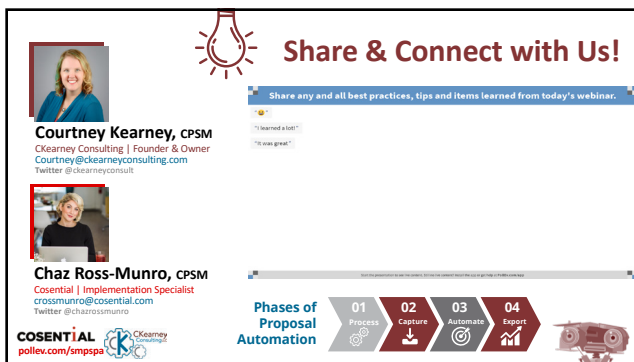 Share & Connect with Us!
Courtney Kearney, CPSM
CKearney Consulting | Founder & Owner
Courtney@ckearneyconsult­ing.com
Twitter @ckearneyconsult
Chaz Ross-Munro, CPSM
Cosential | Implementation Specialist
crossmunro@cosential.com
Twitter @chazrossmunro
COSENTiAL
pollev.com/smpspa
CKearney
Consulting
Share any and all best practices, tips and items learned from today's webinar.
"😀"
"I learned a lot!"
"It was great"
Phases of
Proposal
Automation
01
Process
02
Capture
03
Automate
04
Export